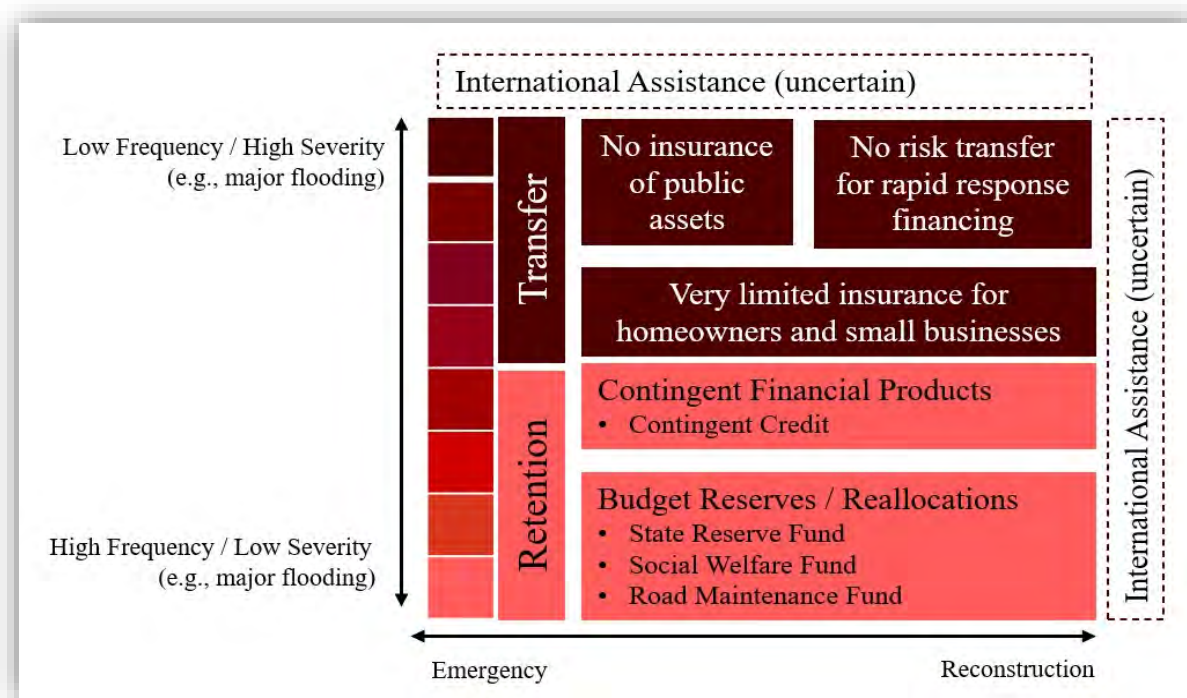 International Assistance (uncertain)
Low Frequency / High Severity
(e.g., major flooding)
Transfer
No insurance
of public
assets
No risk transfer
for rapid response
financing
Very limited insurance for
homeowners and small businesses
International Assistance (uncertain)
Retention
Contingent Financial Products
• Contingent Credit
High Frequency / Low Severity
(e.g., major flooding)
Budget Reserves / Reallocations
• State Reserve Fund
• Social Welfare Fund
• Road Maintenance Fund
Emergency
Reconstruction